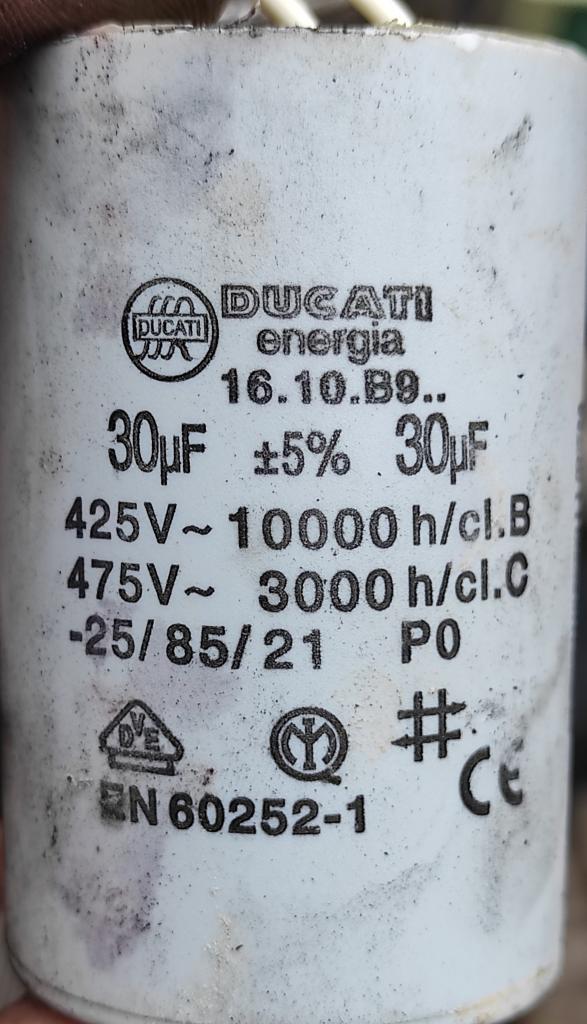 DUCATI
DUCATI
energia
16.10.B9..
30µF ±5% 30µF
425V~ 10000 h/cl.B
475V~ 3000 h/cl.C
-25/85/21 P0
DVE
EN 60252-1
CE